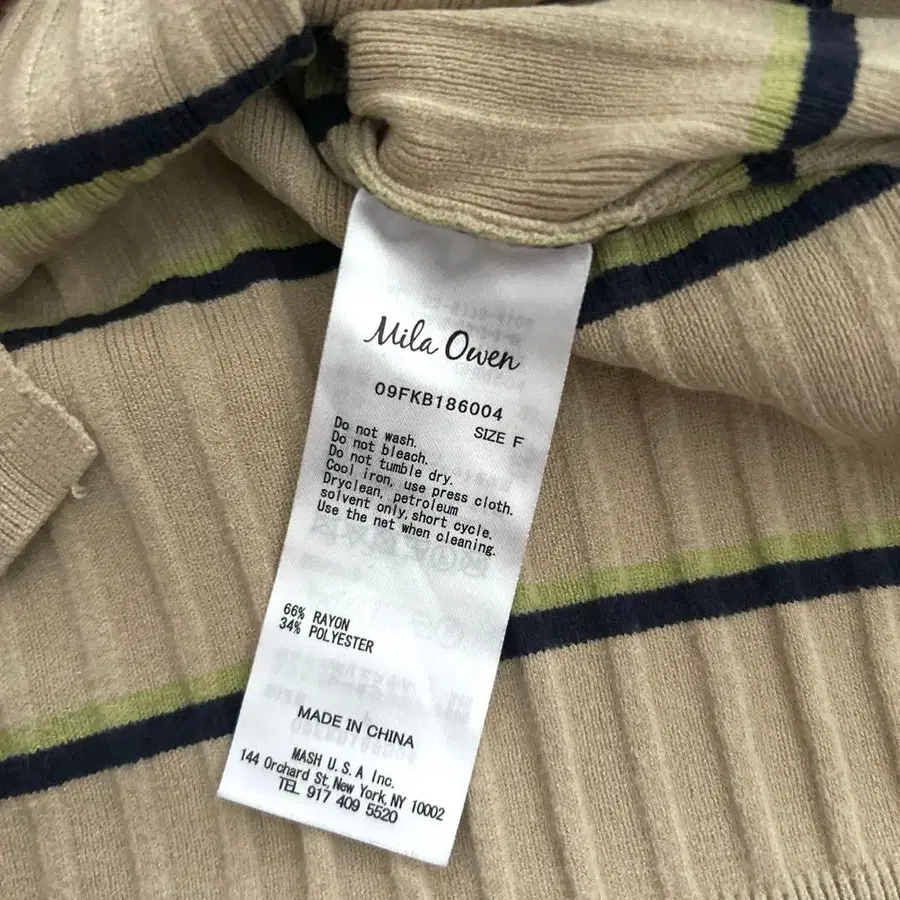 Mila Owen
09FKB186004
SIZE F
Do not wash.
Do not bleach.
Do not tumble dry.
Cool iron, use press cloth.
Dryclean, petroleum
solvent only,short cycle.
Use the net when cleaning.
66% RAYON
34% POLYESTER
MADE IN CHINA
MASH U.S.A Inc.
144 Orchard St,New York,NY 10002
TEL 917 409 5520